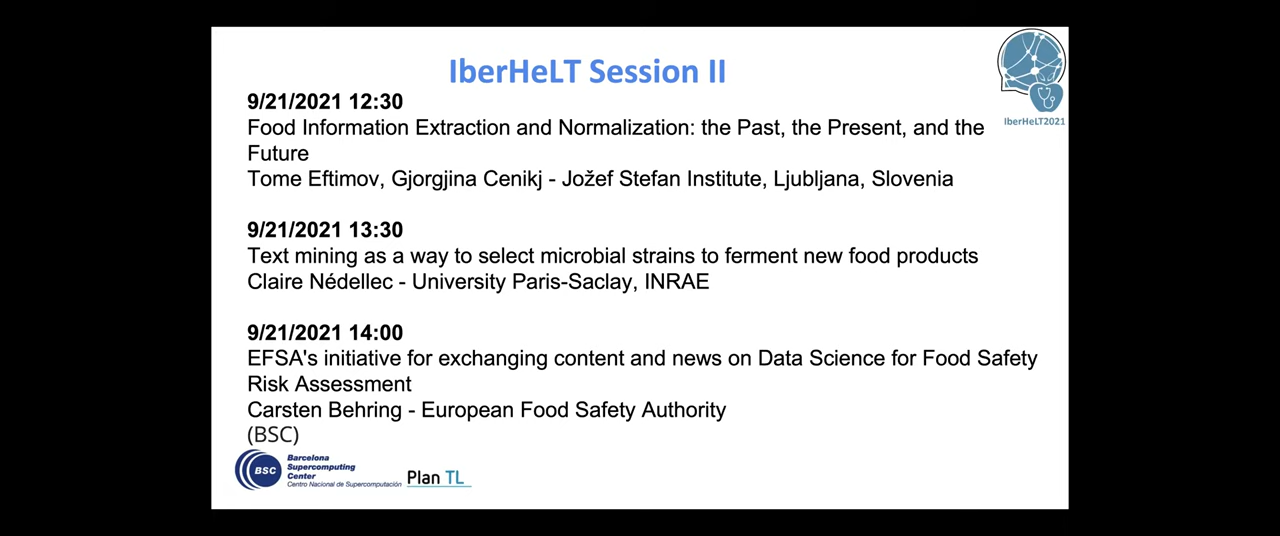 IberHeLT Session II
IberHeLT2021
9/21/2021 12:30
Food Information Extraction and Normalization: the Past, the Present, and the
Future
Tome Eftimov, Gjorgjina Cenikj - Jožef Stefan Institute, Ljubljana, Slovenia
9/21/2021 13:30
Text mining as a way to select microbial strains to ferment new food products
Claire Nédellec - University Paris-Saclay, INRAE
9/21/2021 14:00
EFSA's initiative for exchanging content and news on Data Science for Food Safety
Risk Assessment
Carsten Behring - European Food Safety Authority
(BSC)
BSC
Barcelona
Supercomputing
Center
Centro Nacional de Supercomputación
Plan TL